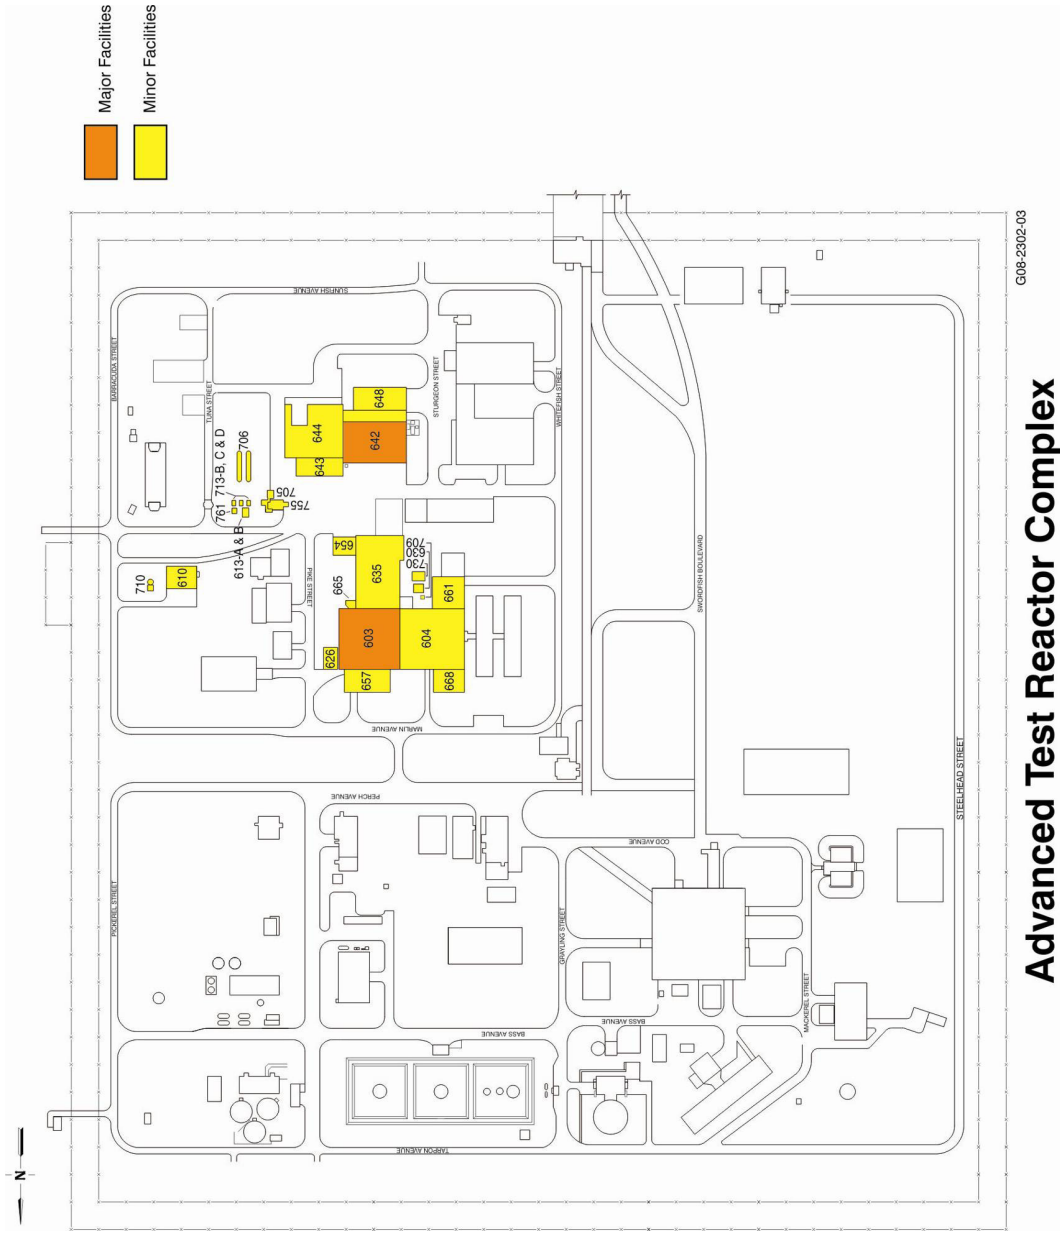 Major Facilities
Minor Facilities
G08-2302-03
SUNFISH AVENUE
BARRACUDA STREET
TUNA STREET
STURGEON STREET
WHITEFISH STREET
648
644
642
643
706
713-B, C & D
761
613-A & B
705
755
654
709
630
730
635
665
661
710
610
PIKE STREET
603
604
626
657
668
SWORDFISH BOULEVARD
MARLIN AVENUE
PERCH AVENUE
STEELHEAD STREET
COD AVENUE
PICKEREL STREET
GRAYLING STREET
MACKEREL STREET
BASS AVENUE
BASS AVENUE
TARPON AVENUE
N
Advanced Test Reactor Complex